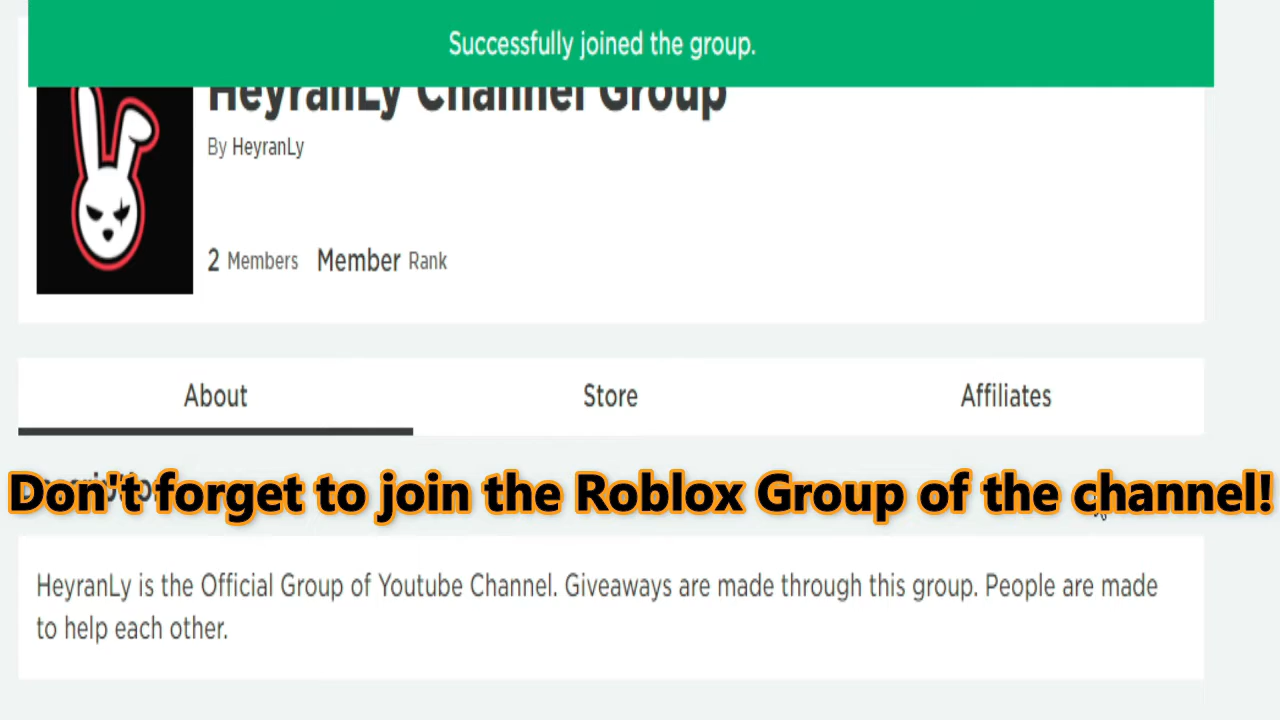 Successfully joined the group.
HeyranLy Channel Group
By HeyranLy
2 Members Member Rank
About Store Affiliates
Don't forget to join the Roblox Group of the channel!
HeyranLy is the Official Group of Youtube Channel. Giveaways are made through this group. People are made
to help each other.